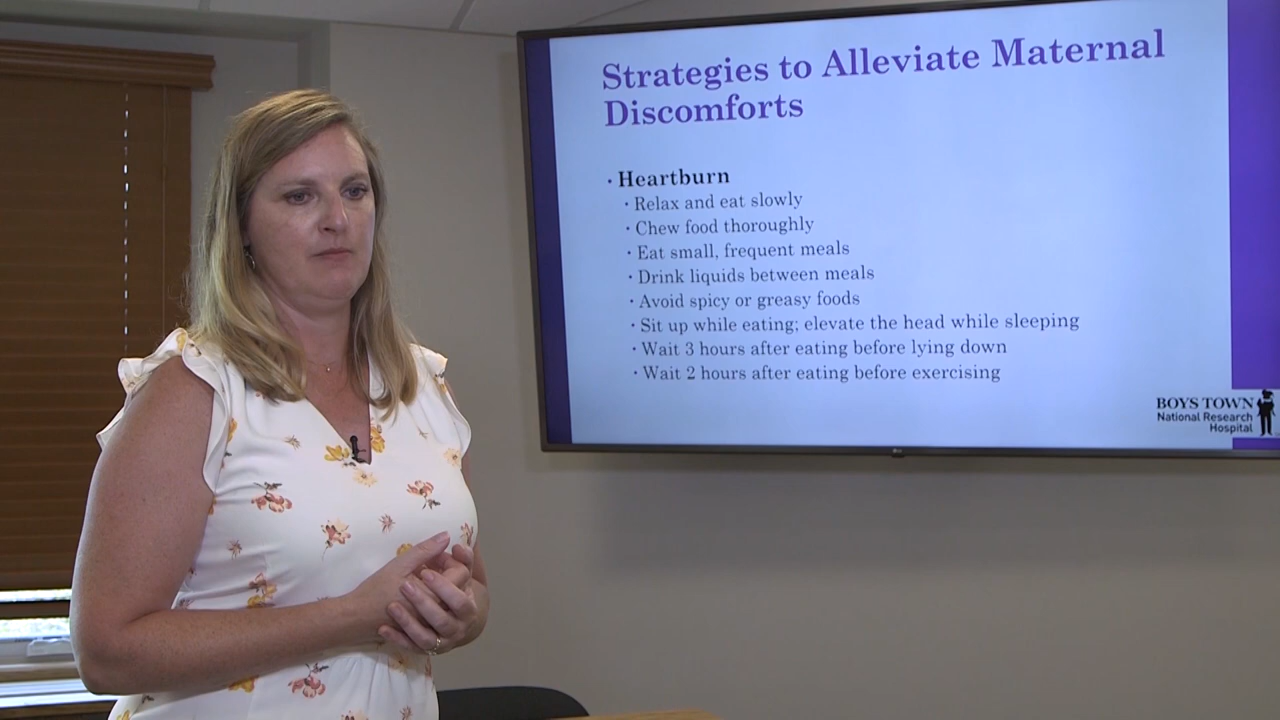 Strategies to Alleviate Maternal
Discomforts
· Heartburn
· Relax and eat slowly
· Chew food thoroughly
· Eat small, frequent meals
· Drink liquids between meals
· Avoid spicy or greasy foods
· Sit up while eating; elevate the head while sleeping
· Wait 3 hours after eating before lying down
· Wait 2 hours after eating before exercising
BOYS TOWN
National Research
Hospital
LG